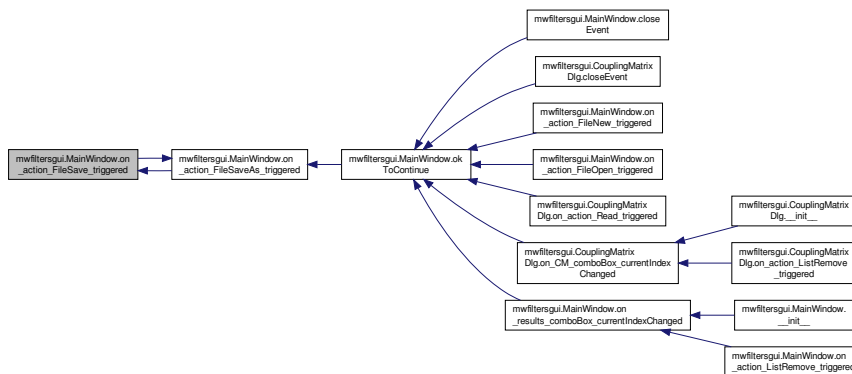 mwfiltersgui.MainWindow.close
Event
mwfiltersgui.CouplingMatrix
Dlg.closeEvent
mwfiltersgui.MainWindow.on
_action_FileNew_triggered
mwfiltersgui.MainWindow.on
_action_FileSave_triggered
mwfiltersgui.MainWindow.on
_action_FileSaveAs_triggered
mwfiltersgui.MainWindow.ok
ToContinue
mwfiltersgui.MainWindow.on
_action_FileOpen_triggered
mwfiltersgui.CouplingMatrix
Dlg.on_action_Read_triggered
mwfiltersgui.CouplingMatrix
Dlg.__init__
mwfiltersgui.CouplingMatrix
Dlg.on_CM_comboBox_currentIndex
Changed
mwfiltersgui.CouplingMatrix
Dlg.on_action_ListRemove
_triggered
mwfiltersgui.MainWindow.on
_results_comboBox_currentIndexChanged
mwfiltersgui.MainWindow.
__init__
mwfiltersgui.MainWindow.on
_action_ListRemove_triggered